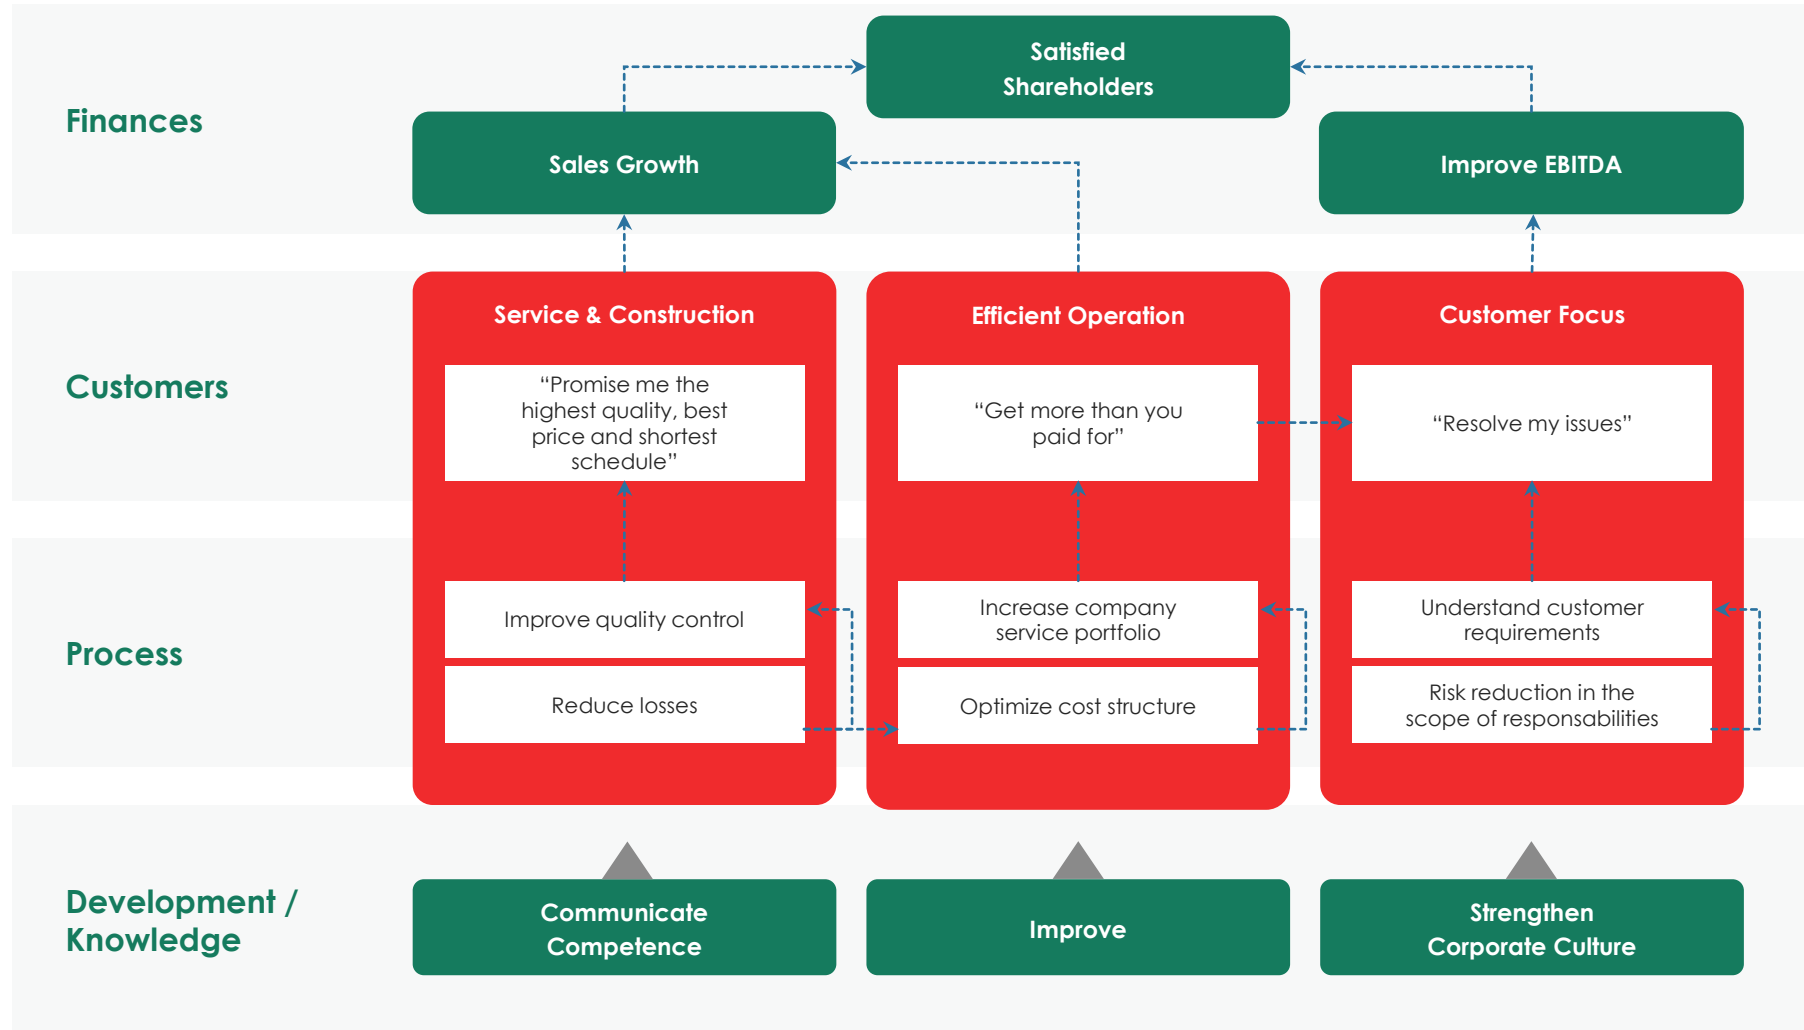 Finances
Satisfied
Shareholders
Sales Growth
Improve EBITDA
Customers
Service & Construction
“Promise me the
highest quality, best
price and shortest
schedule”
Efficient Operation
“Get more than you
paid for”
Customer Focus
“Resolve my issues”
Process
Improve quality control
Reduce losses
Increase company
service portfolio
Optimize cost structure
Understand customer
requirements
Risk reduction in the
scope of responsabilities
Development /
Knowledge
Communicate
Competence
Improve
Strengthen
Corporate Culture